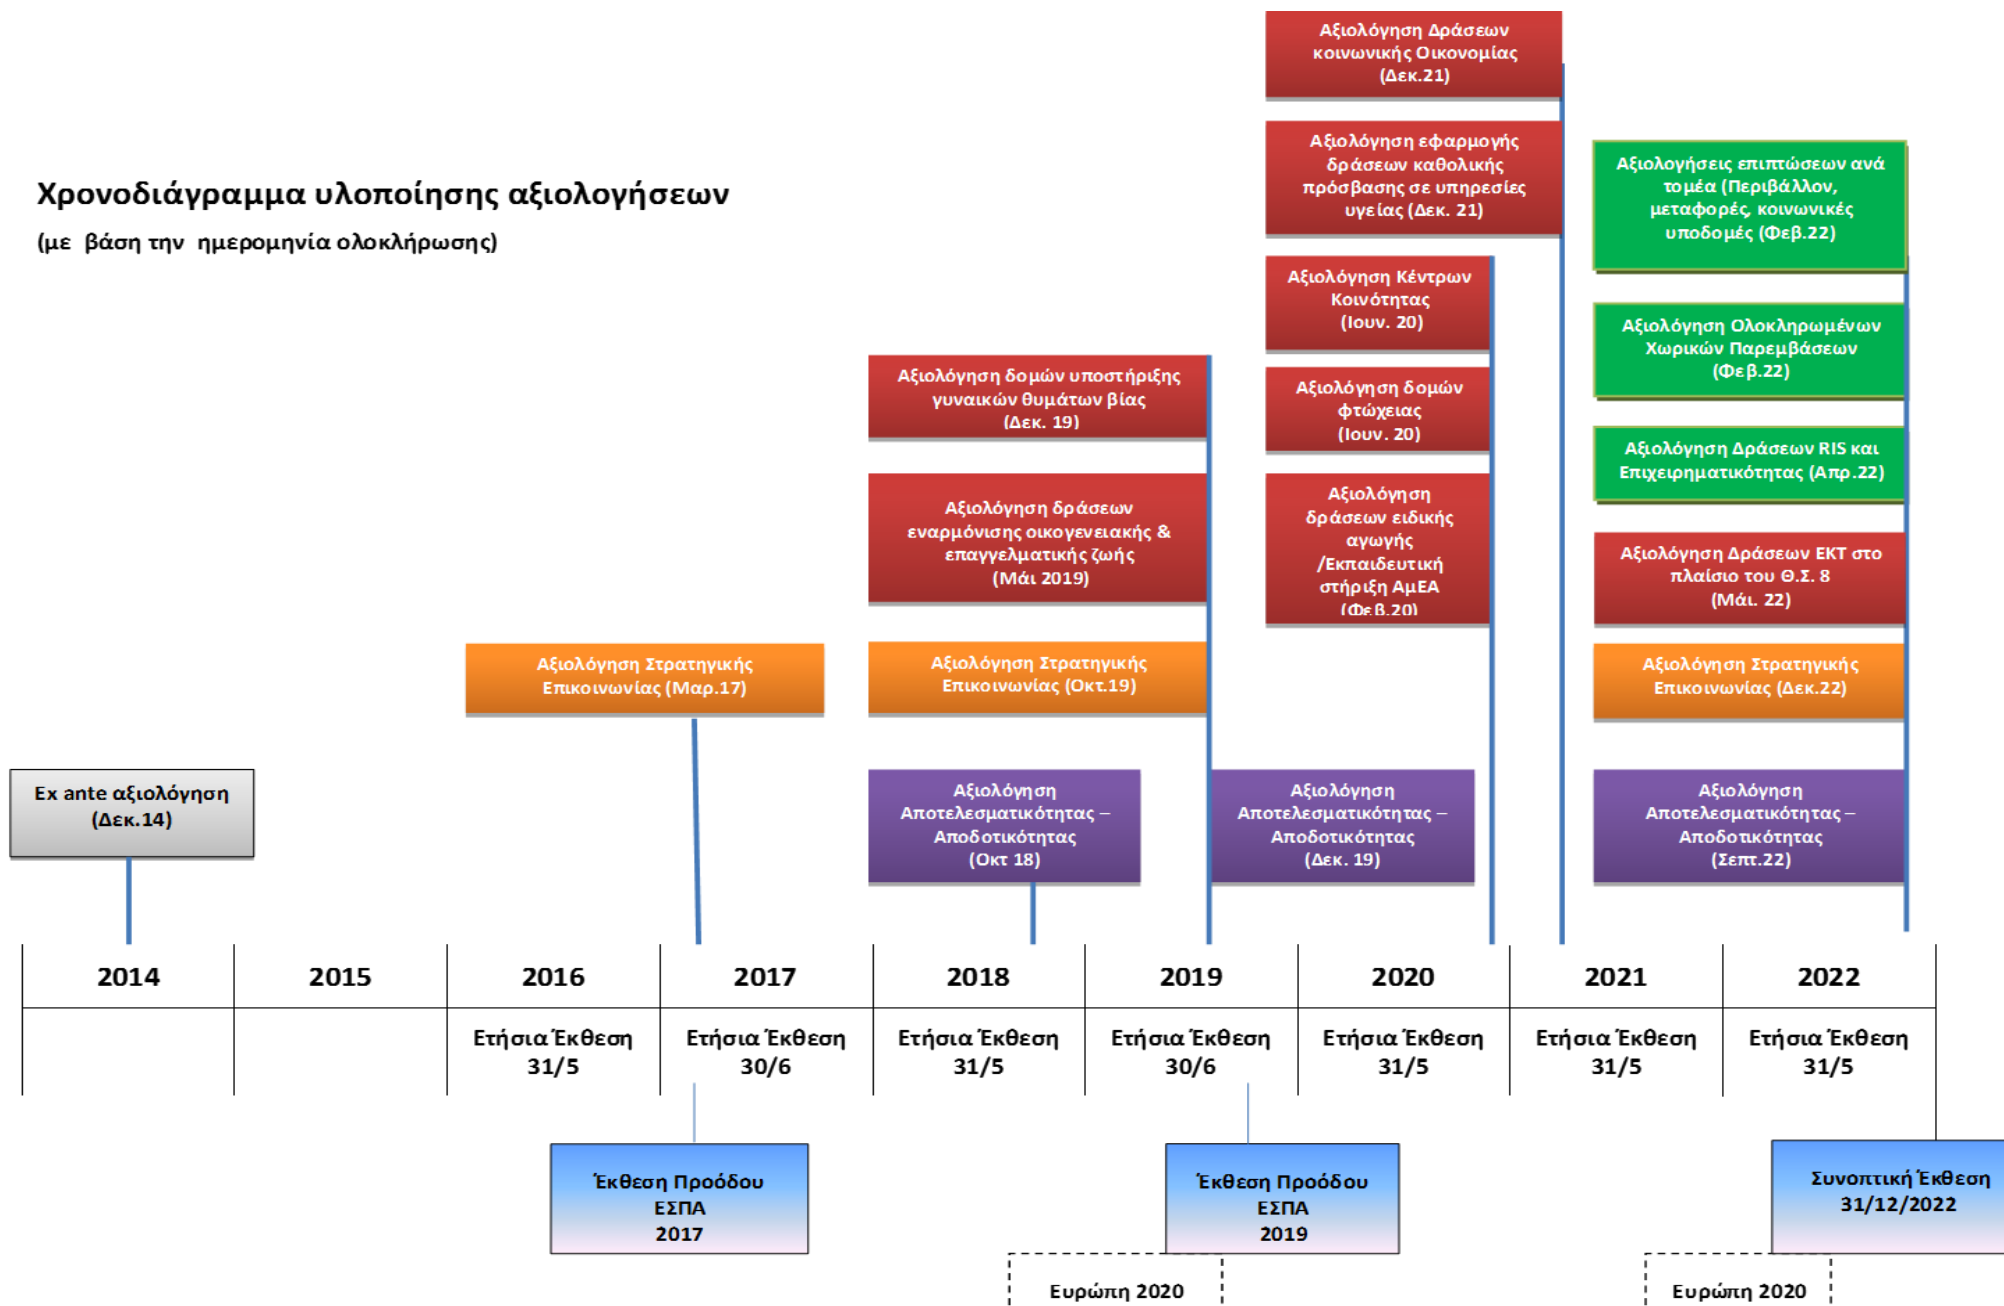 Αξιολόγηση Δράσεων
κοινωνικής Οικονομίας
(Δεκ.21)
Αξιολόγηση εφαρμογής
δράσεων καθολικής
πρόσβασης σε υπηρεσίες
υγείας (Δεκ. 21)
Αξιολογήσεις επιπτώσεων ανά
τομέα (Περιβάλλον,
μεταφορές, κοινωνικές
υποδομές (Φεβ.22)
Χρονοδιάγραμμα υλοποίησης αξιολογήσεων
(με βάση την ημερομηνία ολοκλήρωσης)
Αξιολόγηση Κέντρων
Κοινότητας
(Ιουν. 20)
Αξιολόγηση Ολοκληρωμένων
Χωρικών Παρεμβάσεων
(Φεβ.22)
Αξιολόγηση δομών υποστήριξης
γυναικών θυμάτων βίας
(Δεκ. 19)
Αξιολόγηση δομών
φτώχειας
(Ιουν. 20)
Αξιολόγηση Δράσεων RIS και
Επιχειρηματικότητας (Απρ.22)
Αξιολόγηση δράσεων
εναρμόνισης οικογενειακής &
επαγγελματικής ζωής
(Μάι 2019)
Αξιολόγηση
δράσεων ειδικής
αγωγής
/Εκπαιδευτική
στήριξη ΑμΕΑ
(Φεβ.20)
Αξιολόγηση Δράσεων ΕΚΤ στο
πλαίσιο του Θ.Σ. 8
(Μάι. 22)
Αξιολόγηση Στρατηγικής
Επικοινωνίας (Μαρ.17)
Αξιολόγηση Στρατηγικής
Επικοινωνίας (Οκτ.19)
Αξιολόγηση Στρατηγικής
Επικοινωνίας (Δεκ.22)
Ex ante αξιολόγηση
(Δεκ.14)
Αξιολόγηση
Αποτελεσματικότητας –
Αποδοτικότητας
(Οκτ 18)
Αξιολόγηση
Αποτελεσματικότητας –
Αποδοτικότητας
(Δεκ. 19)
Αξιολόγηση
Αποτελεσματικότητας –
Αποδοτικότητας
(Σεπτ.22)
2014 2015 2016 2017 2018 2019 2020 2021 2022
Ετήσια Έκθεση
31/5
Ετήσια Έκθεση
30/6
Ετήσια Έκθεση
31/5
Ετήσια Έκθεση
30/6
Ετήσια Έκθεση
31/5
Ετήσια Έκθεση
31/5
Ετήσια Έκθεση
31/5
Έκθεση Προόδου
ΕΣΠΑ
2017
Έκθεση Προόδου
ΕΣΠΑ
2019
Συνοπτική Έκθεση
31/12/2022
Ευρώπη 2020
Ευρώπη 2020